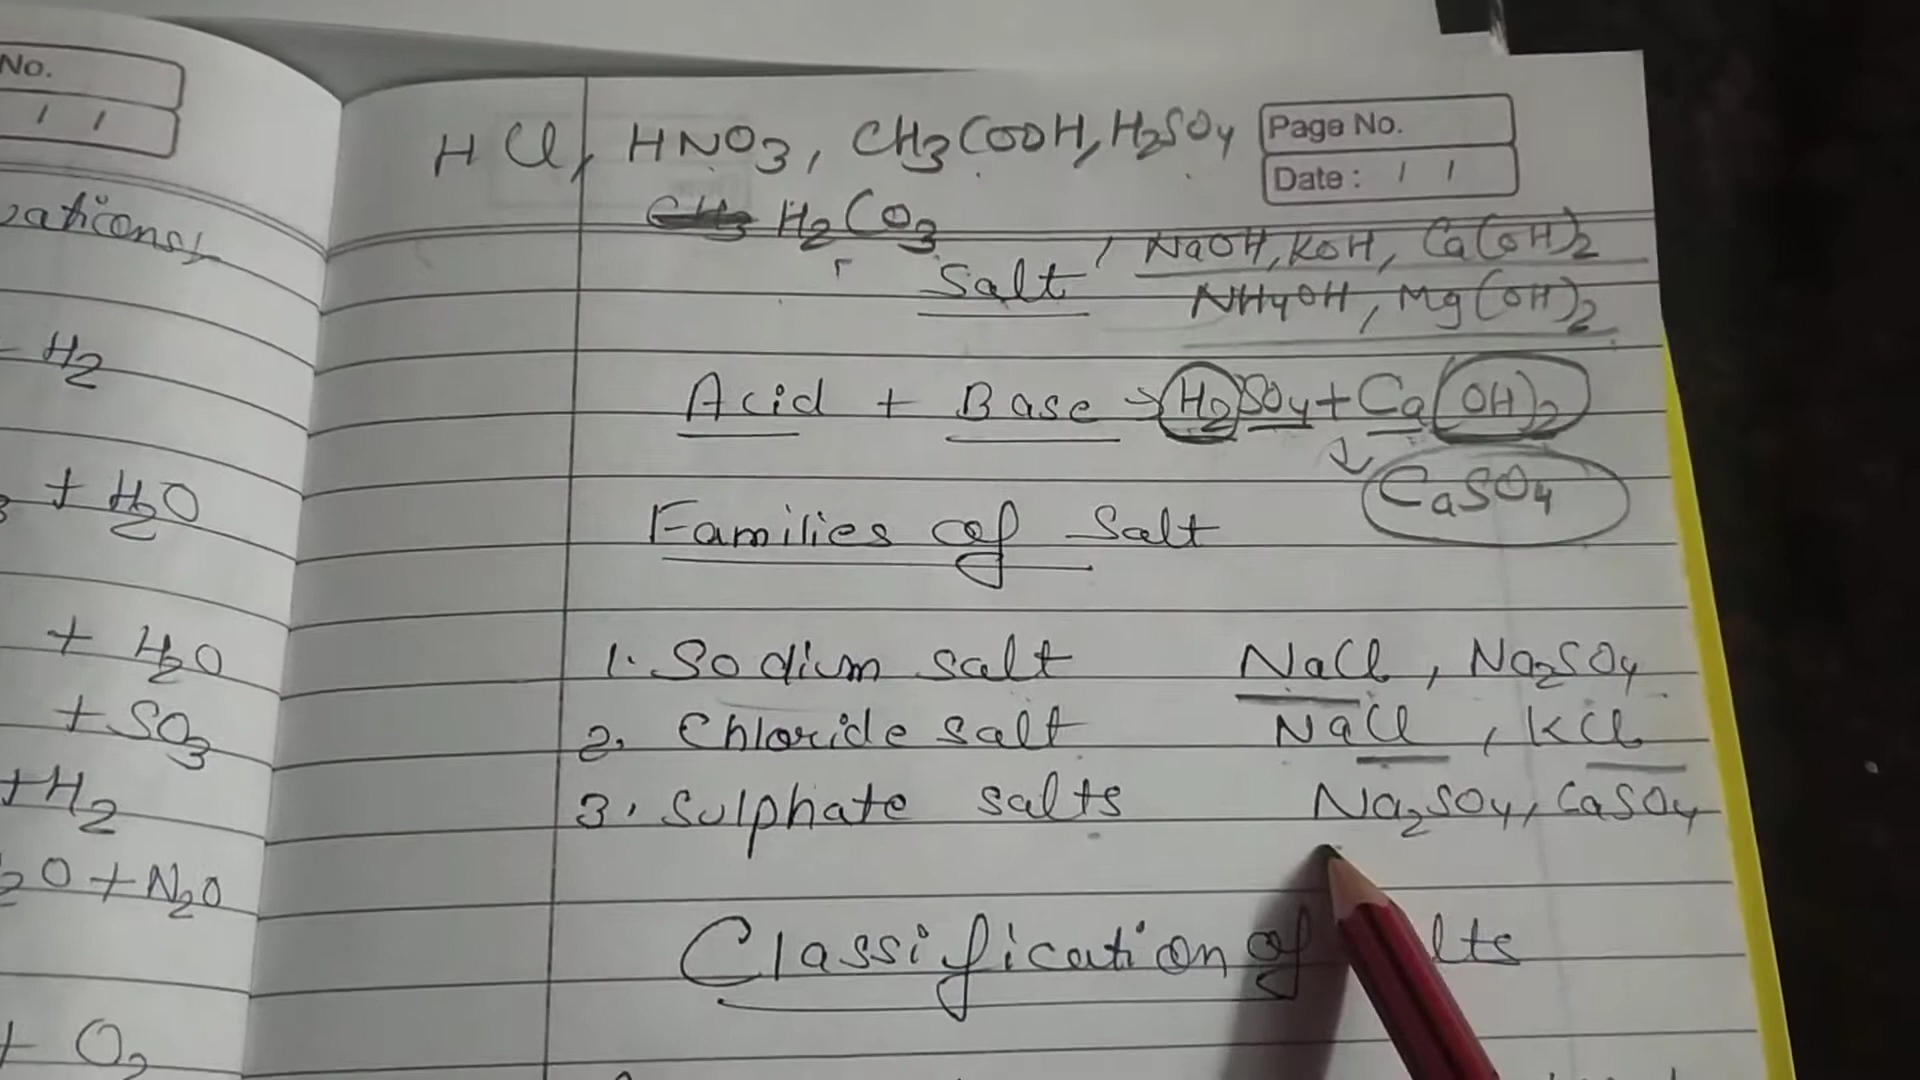 No.
/ /
H2
+ H2O
+ H2O
+ SO3
+ H2
O + N2O
+ O2
HCl, HNO3, CH3COOH, H2SO4
Page No.
Date : / /
H2CO3
Salt
NaOH, KOH, Ca(OH)2
NH4OH, Mg(OH)2
Acid + Base → H2SO4 + Ca(OH)2
↓
CaSO4
Families of Salt
1. Sodium salt NaCl, Na2SO4
2. Chloride salt NaCl, KCl
3. Sulphate salts Na2SO4, CaSO4
Classification of lts